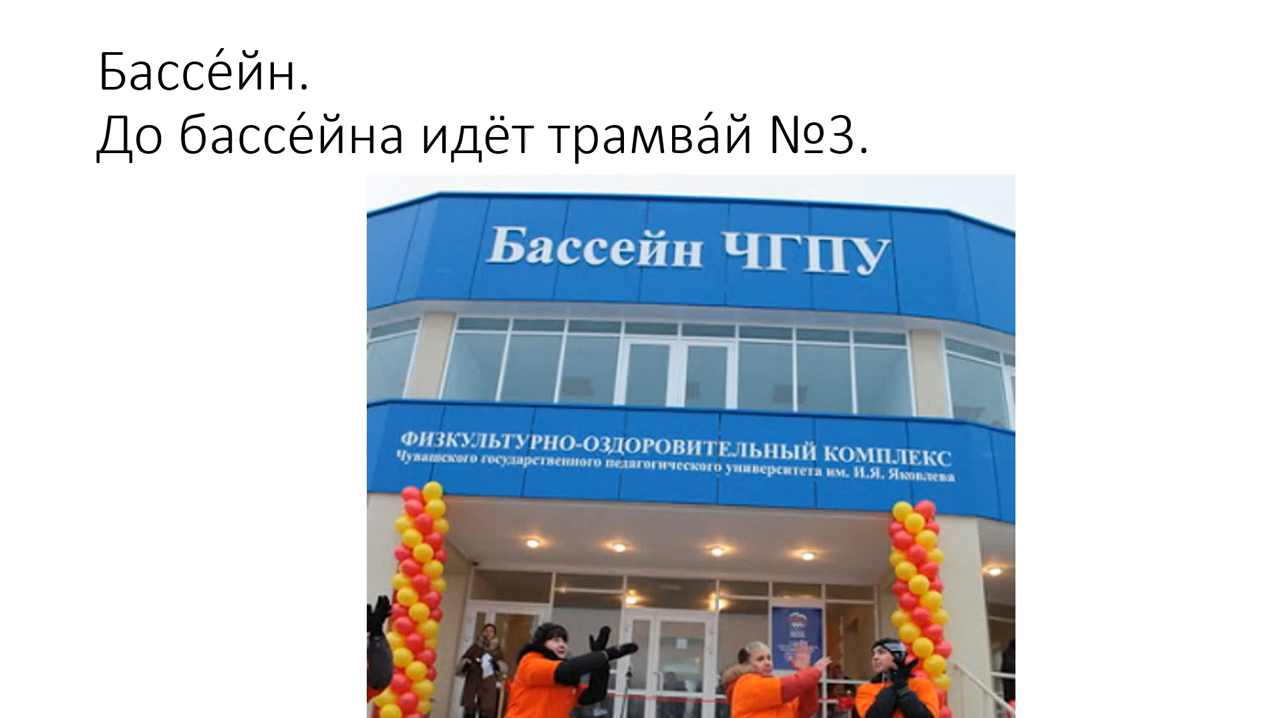 Бассе́йн.
До бассе́йна идёт трамва́й №3.
Бассейн ЧГПУ
ФИЗКУЛЬТУРНО-ОЗДОРОВИТЕЛЬНЫЙ КОМПЛЕКС
Чувашского государственного педагогического университета им. И.Я. Яковлева